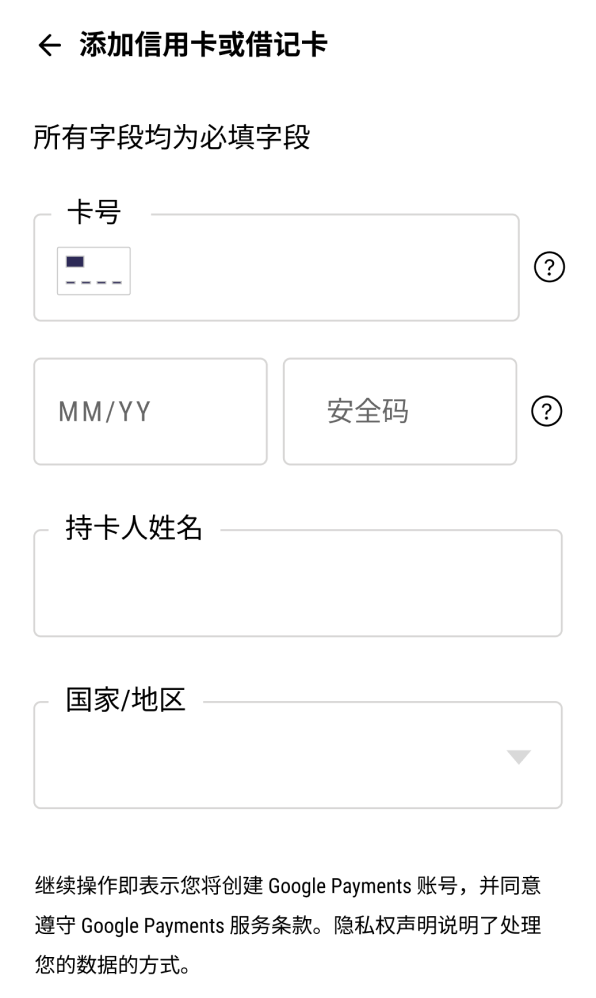 添加信用卡或借记卡
所有字段均为必填字段
卡号
MM/YY
安全码
持卡人姓名
国家/地区
继续操作即表示您将创建 Google Payments 账号，并同意
遵守 Google Payments 服务条款。隐私权声明说明了处理
您的数据的方式。